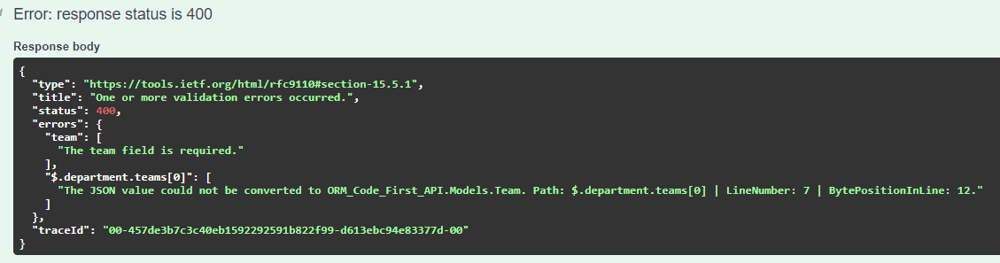 Error: response status is 400
Response body
{
  "type": "https://tools.ietf.org/html/rfc9110#section-15.5.1",
  "title": "One or more validation errors occurred.",
  "status": 400,
  "errors": {
    "team": [
      "The team field is required."
    ],
    "$.department.teams[0]": [
      "The JSON value could not be converted to ORM_Code_First_API.Models.Team. Path: $.department.teams[0] | LineNumber: 7 | BytePositionInLine: 12."
    ]
  },
  "traceId": "00-457de3b7c3c40eb1592292591b822f99-d613ebc94e83377d-00"
}